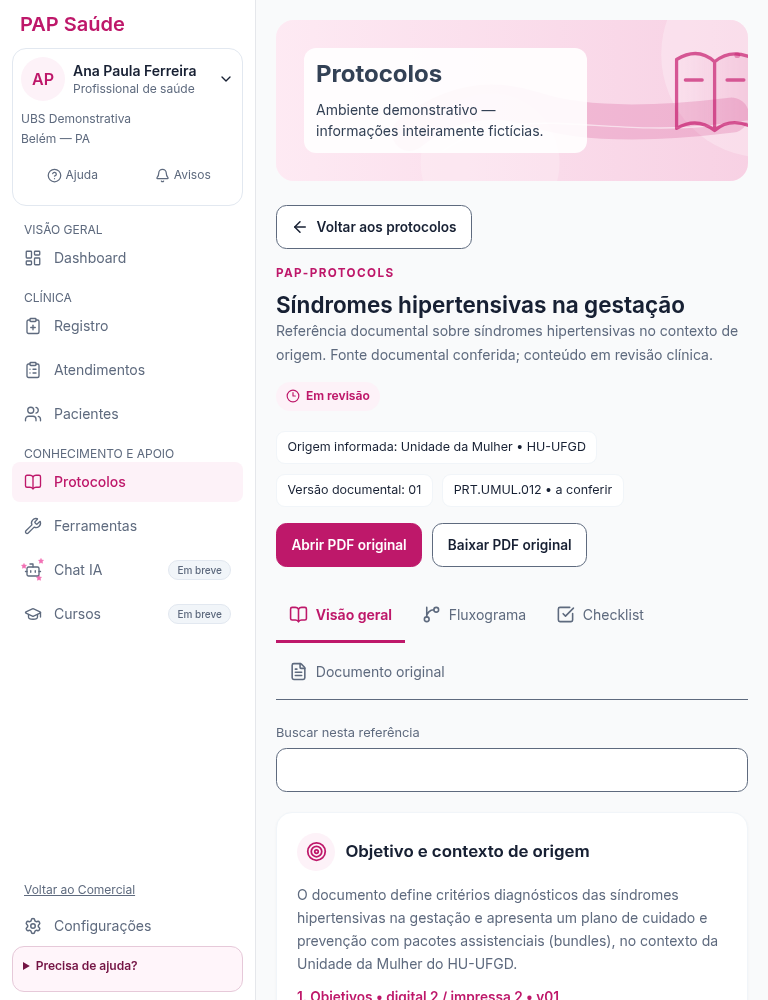 PAP Saúde
AP
Ana Paula Ferreira
Profissional de saúde
UBS Demonstrativa
Belém — PA
Ajuda
Avisos
VISÃO GERAL
Dashboard
CLÍNICA
Registro
Atendimentos
Pacientes
CONHECIMENTO E APOIO
Protocolos
Ferramentas
Chat IA
Em breve
Cursos
Em breve
Voltar ao Comercial
Configurações
Precisa de ajuda?
Protocolos
Ambiente demonstrativo —
informações inteiramente fictícias.
Voltar aos protocolos
PAP-PROTOCOLS
Síndromes hipertensivas na gestação
Referência documental sobre síndromes hipertensivas no contexto de
origem. Fonte documental conferida; conteúdo em revisão clínica.
Em revisão
Origem informada: Unidade da Mulher • HU-UFGD
Versão documental: 01
PRT.UMUL.012 • a conferir
Abrir PDF original
Baixar PDF original
Visão geral
Fluxograma
Checklist
Documento original
Buscar nesta referência
Objetivo e contexto de origem
O documento define critérios diagnósticos das síndromes
hipertensivas na gestação e apresenta um plano de cuidado e
prevenção com pacotes assistenciais (bundles), no contexto da
Unidade da Mulher do HU-UFGD.
1. Objetivos • digital 2 / impressa 2 • v01